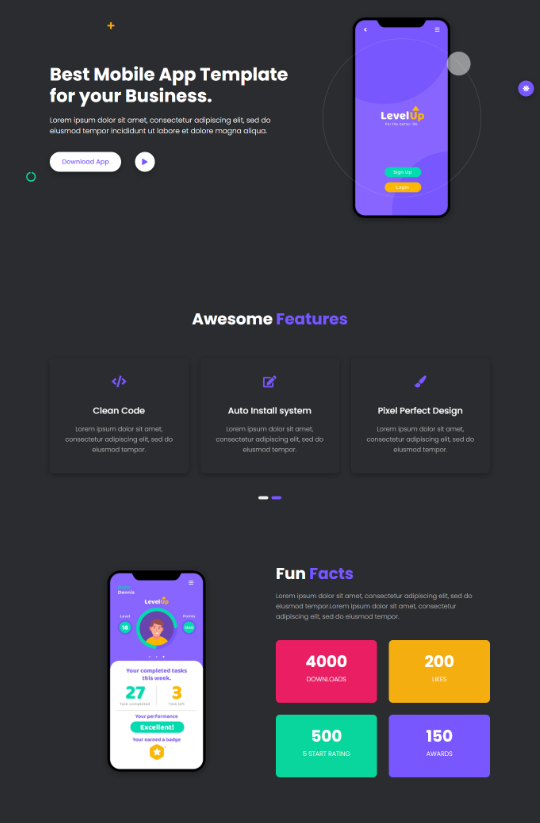 Best Mobile App Template
for your Business.
Lorem ipsum dolor sit amet, consectetur adipiscing elit, sed do
eiusmod tempor incididunt ut labore et dolore magna aliqua.
Download App
LevelUp
Sign Up
Login
Awesome Features
Clean Code
Lorem ipsum dolor sit amet,
consectetur adipiscing elit, sed do
eiusmod tempor.
Auto Install system
Lorem ipsum dolor sit amet,
consectetur adipiscing elit, sed do
eiusmod tempor.
Pixel Perfect Design
Lorem ipsum dolor sit amet,
consectetur adipiscing elit, sed do
eiusmod tempor.
Dennis
LevelUp
Level
Points
18
Your completed tasks
this week.
27
3
Task completed
Task left
Your performance
Excellent!
Your earned a badge
Fun Facts
Lorem ipsum dolor sit amet, consectetur adipiscing elit, sed do
eiusmod tempor.Lorem ipsum dolor sit amet, consectetur
adipiscing elit, sed do eiusmod tempor.
4000
DOWNLOADS
200
LIKES
500
5 START RATING
150
AWARDS